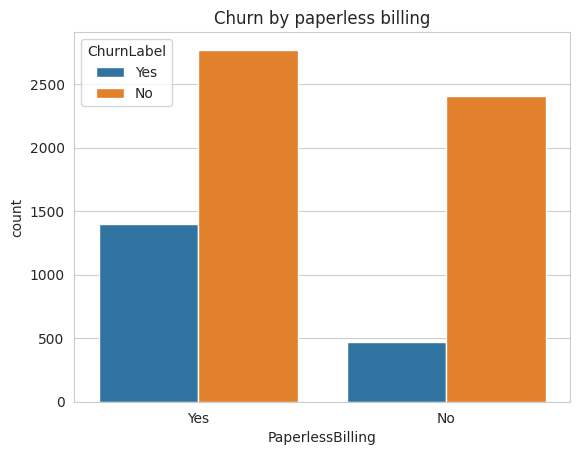 Churn by paperless billing
ChurnLabel
Yes
No
2500
2000
1500
1000
500
0
count
Yes
No
PaperlessBilling